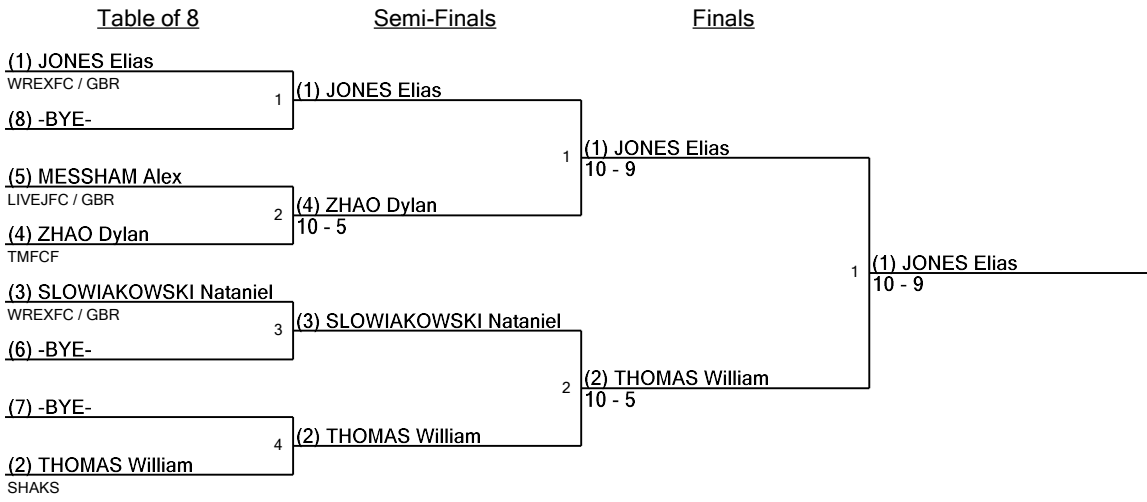 Table of 8 Semi-Finals Finals
(1) JONES Elias
WREXFC / GBR
1 (1) JONES Elias
(8) -BYE-
1 (1) JONES Elias
10 - 9
(5) MESSHAM Alex
LIVEJFC / GBR
2 (4) ZHAO Dylan
10 - 5
(4) ZHAO Dylan
TMFCF
1 (1) JONES Elias
10 - 9
(3) SLOWIAKOWSKI Nataniel
WREXFC / GBR
3 (3) SLOWIAKOWSKI Nataniel
(6) -BYE-
2 (2) THOMAS William
10 - 5
(7) -BYE-
4 (2) THOMAS William
(2) THOMAS William
SHAKS